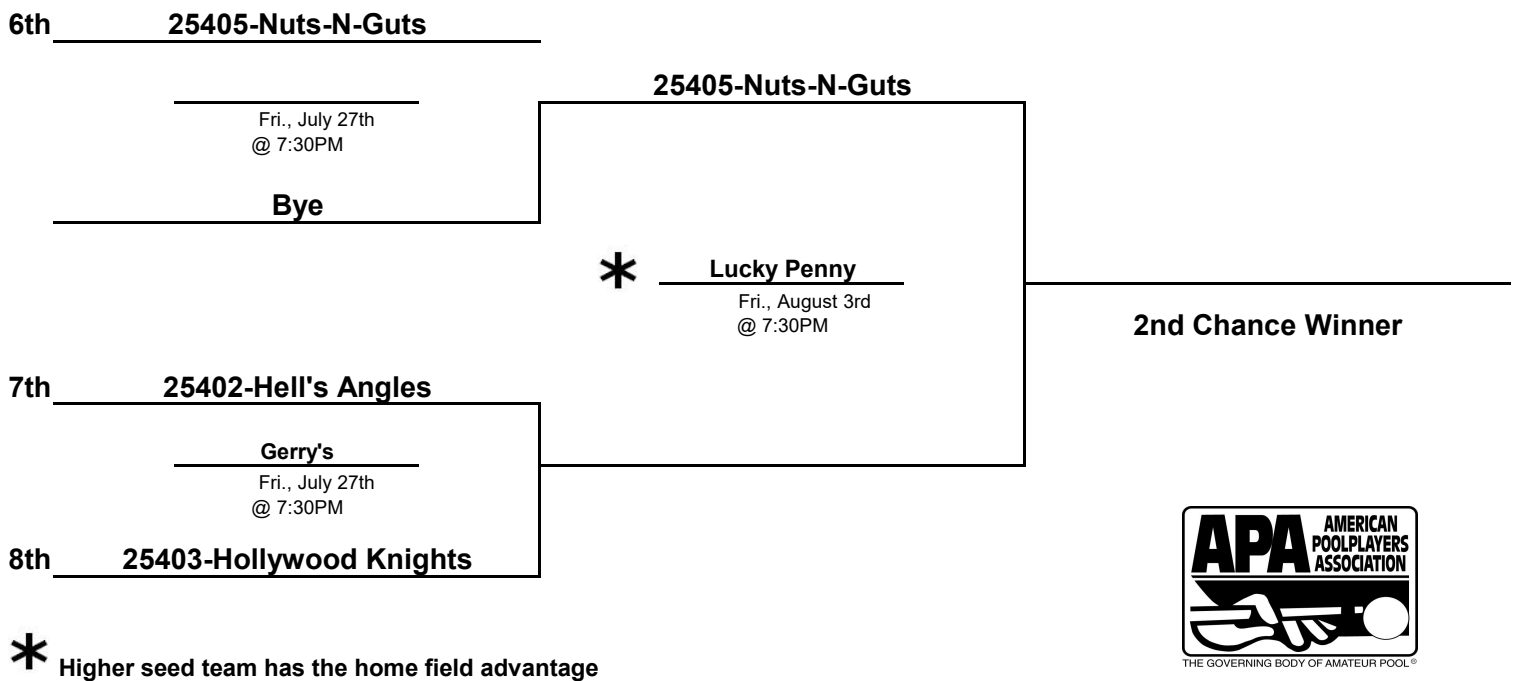 6th 25405-Nuts-N-Guts
25405-Nuts-N-Guts
Fri., July 27th
@ 7:30PM
Bye
* Lucky Penny
Fri., August 3rd
@ 7:30PM
2nd Chance Winner
7th 25402-Hell's Angles
Gerry's
Fri., July 27th
@ 7:30PM
8th 25403-Hollywood Knights
APA AMERICAN
POOLPLAYERS
ASSOCIATION
THE GOVERNING BODY OF AMATEUR POOL®
* Higher seed team has the home field advantage